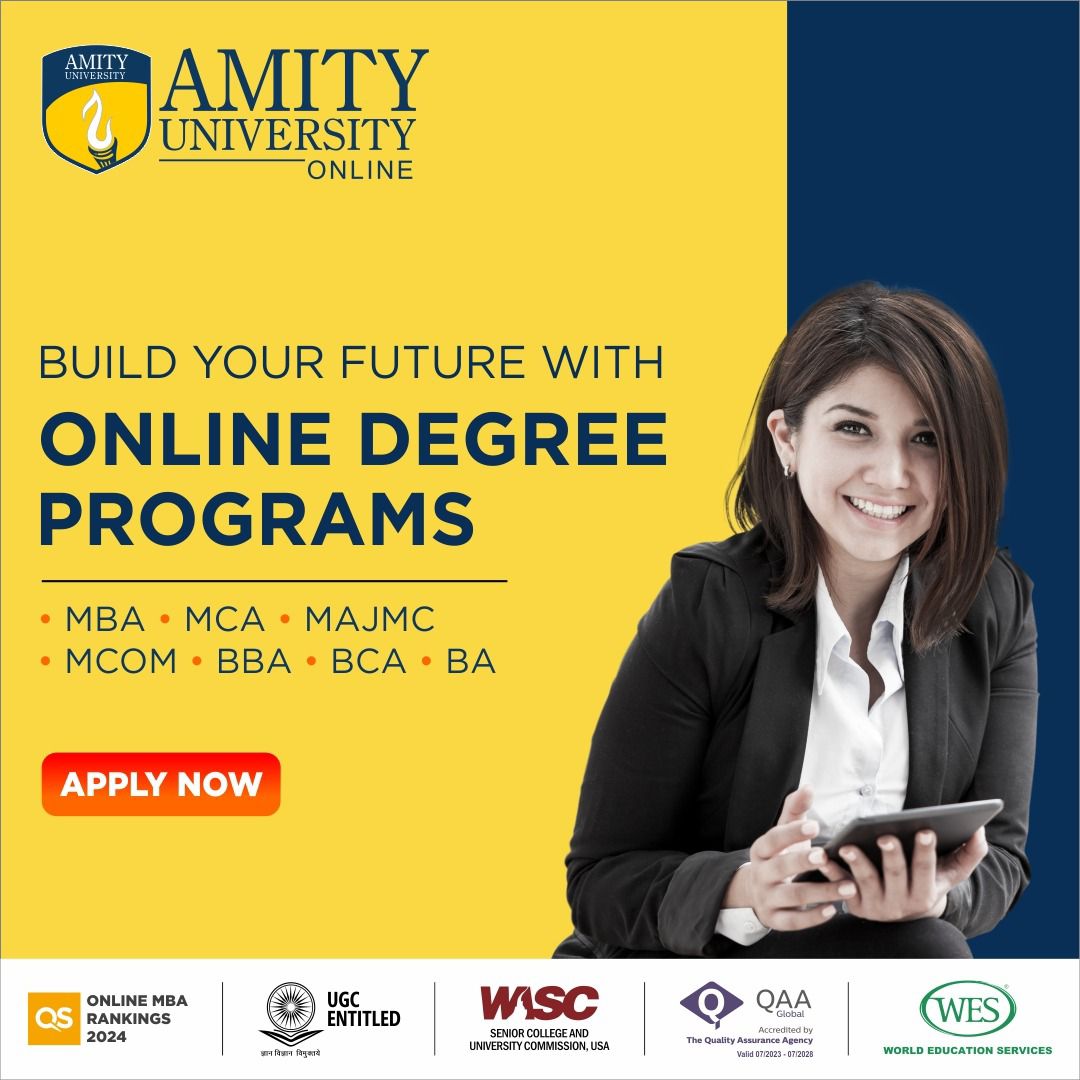 AMITY
UNIVERSITY
AMITY
UNIVERSITY
ONLINE
BUILD YOUR FUTURE WITH
ONLINE DEGREE
PROGRAMS
• MBA • MCA • MAJMC
• MCOM • BBA • BCA • BA
APPLY NOW
QS
ONLINE MBA
RANKINGS
2024
UGC
ENTITLED
ज्ञान विज्ञान विमुक्तये
WASC
SENIOR COLLEGE AND
UNIVERSITY COMMISSION, USA
Q
QAA
Global
Accredited by
The Quality Assurance Agency
Valid 07/2023 - 07/2028
WES®
WORLD EDUCATION SERVICES